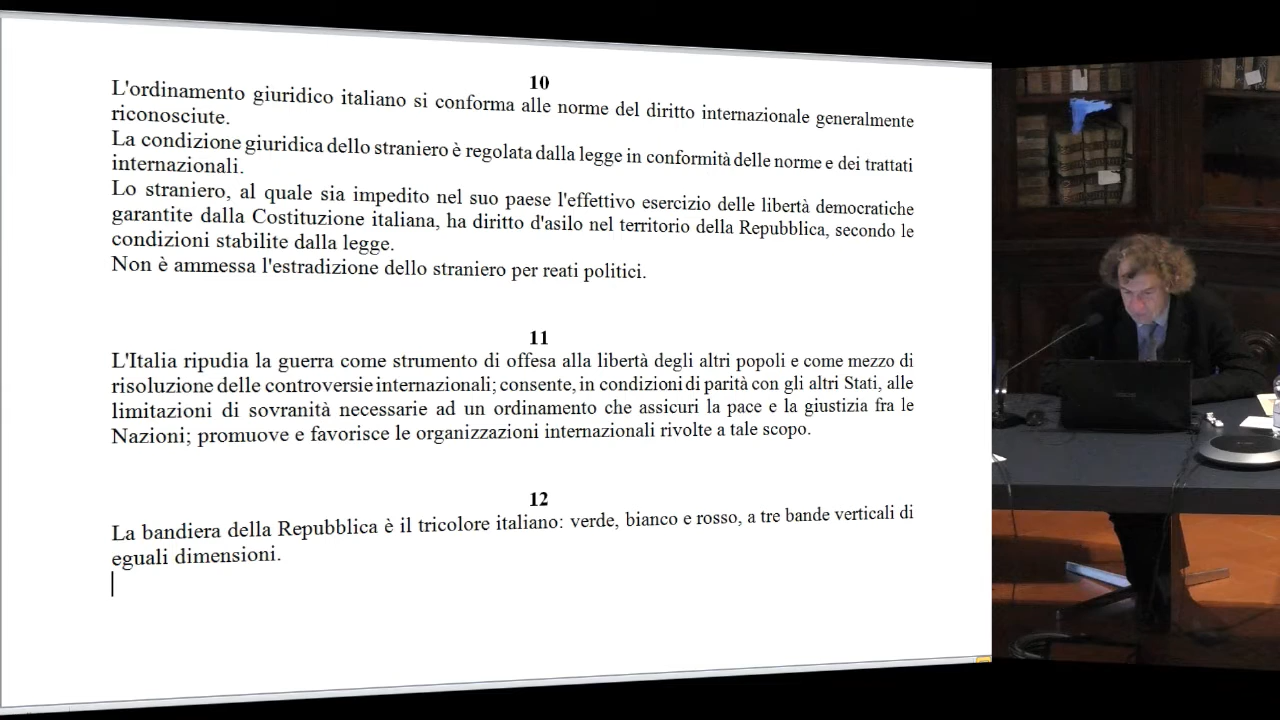 10
L'ordinamento giuridico italiano si conforma alle norme del diritto internazionale generalmente
riconosciute.
La condizione giuridica dello straniero è regolata dalla legge in conformità delle norme e dei trattati
internazionali.
Lo straniero, al quale sia impedito nel suo paese l'effettivo esercizio delle libertà democratiche
garantite dalla Costituzione italiana, ha diritto d'asilo nel territorio della Repubblica, secondo le
condizioni stabilite dalla legge.
Non è ammessa l'estradizione dello straniero per reati politici.
11
L'Italia ripudia la guerra come strumento di offesa alla libertà degli altri popoli e come mezzo di
risoluzione delle controversie internazionali; consente, in condizioni di parità con gli altri Stati, alle
limitazioni di sovranità necessarie ad un ordinamento che assicuri la pace e la giustizia fra le
Nazioni; promuove e favorisce le organizzazioni internazionali rivolte a tale scopo.
12
La bandiera della Repubblica è il tricolore italiano: verde, bianco e rosso, a tre bande verticali di
eguali dimensioni.